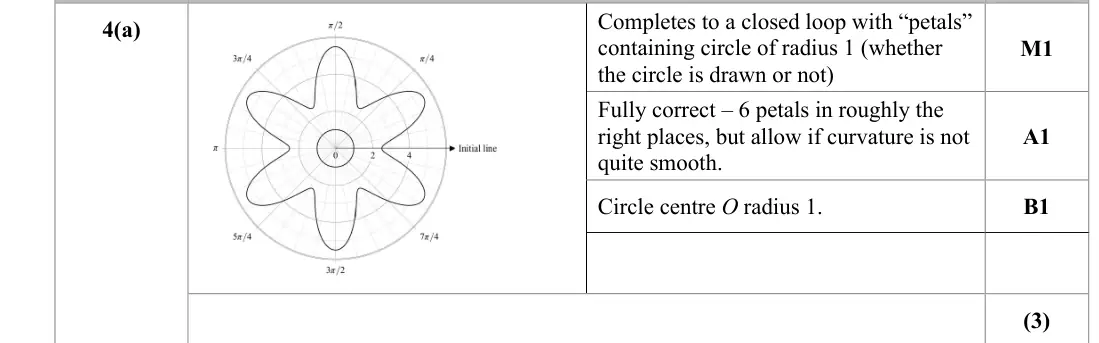 4(a)
π/2
3π/4
π/4
π
0
2
4
Initial line
5π/4
7π/4
3π/2
Completes to a closed loop with “petals”
containing circle of radius 1 (whether
the circle is drawn or not)
M1
Fully correct – 6 petals in roughly the
right places, but allow if curvature is not
quite smooth.
A1
Circle centre O radius 1.
B1
(3)